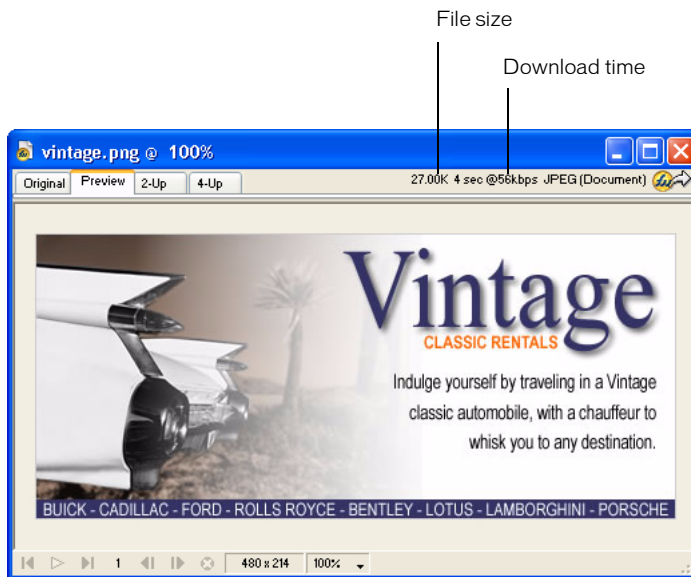 File size
Download time
vintage.png @ 100%
Original Preview 2-Up 4-Up 27.00K 4 sec @56kbps JPEG (Document)
Vintage
CLASSIC RENTALS
Indulge yourself by traveling in a Vintage
classic automobile, with a chauffeur to
whisk you to any destination.
BUICK - CADILLAC - FORD - ROLLS ROYCE - BENTLEY - LOTUS - LAMBORGHINI - PORSCHE
1 480 x 214 100%